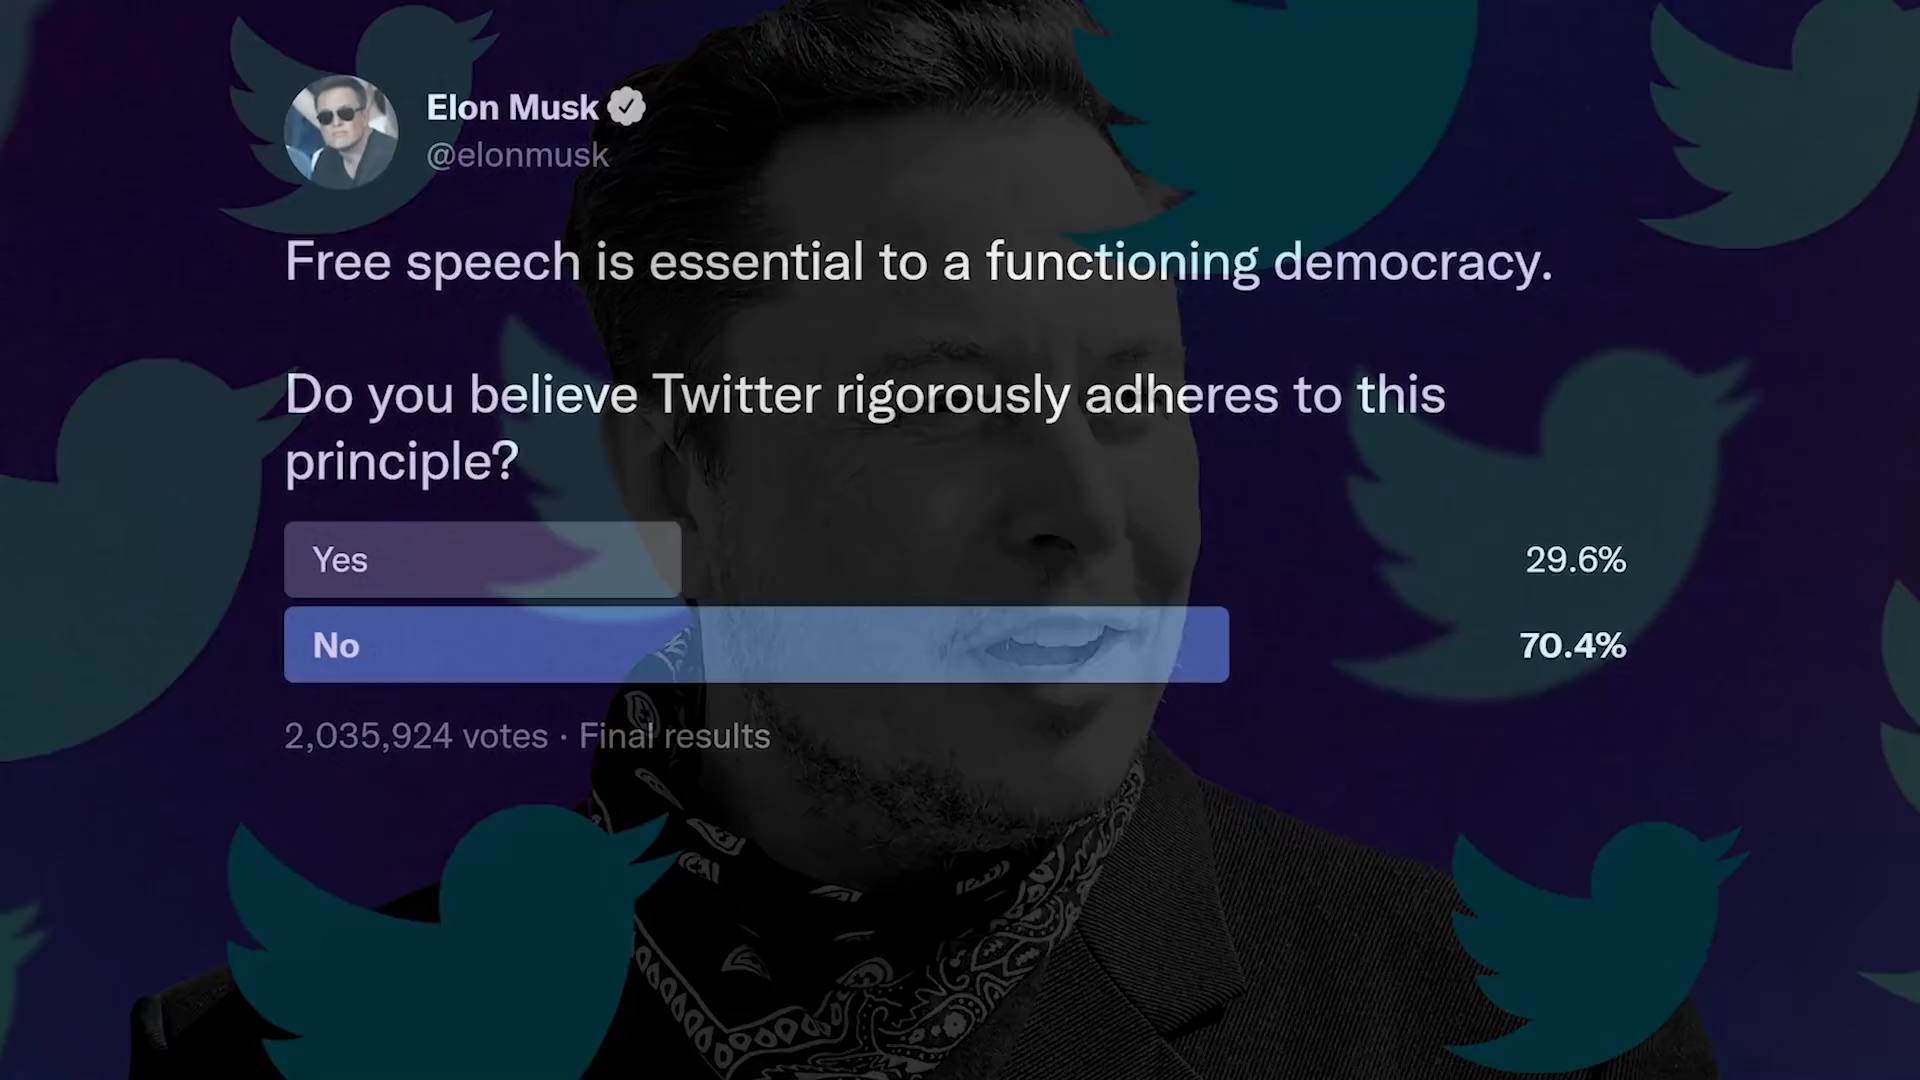 Elon Musk
@elonmusk
Free speech is essential to a functioning democracy.
Do you believe Twitter rigorously adheres to this
principle?
Yes 29.6%
No 70.4%
2,035,924 votes · Final results